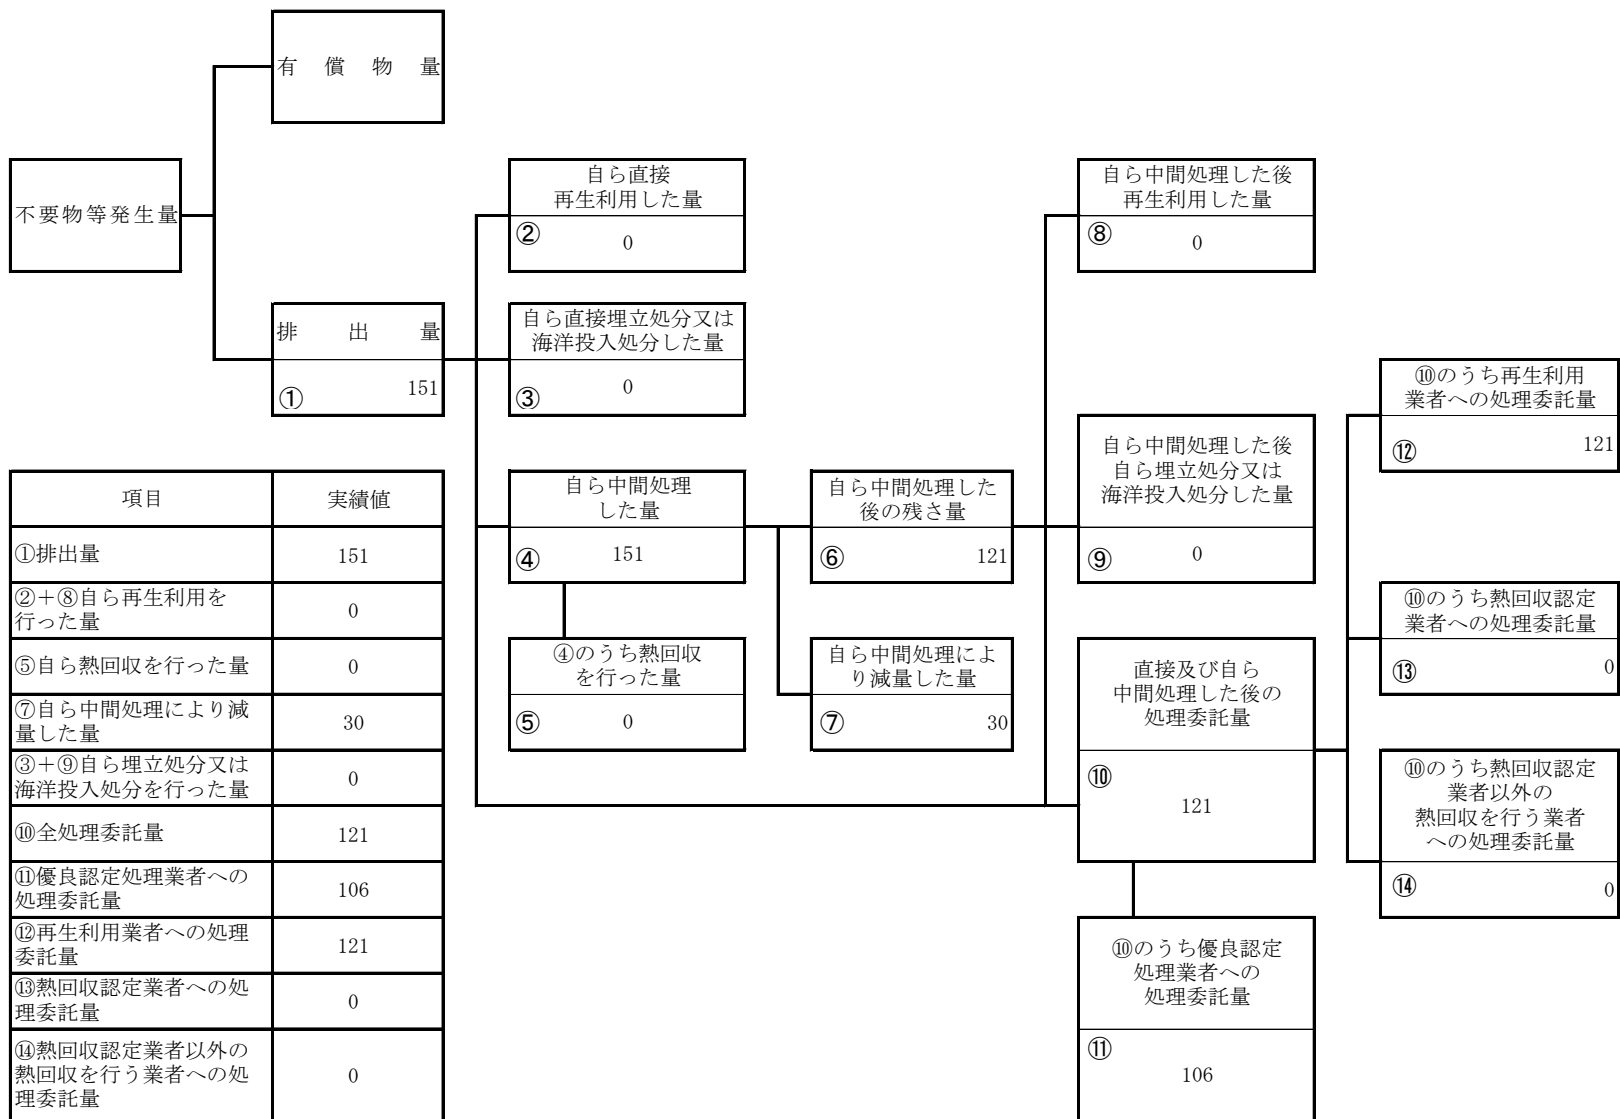 有償物量
不要物等発生量
排出量
① 151
自ら直接
再生利用した量
② 0
自ら直接埋立処分又は
海洋投入処分した量
③ 0
自ら中間処理
した量
④ 151
④のうち熱回収
を行った量
⑤ 0
自ら中間処理した
後の残さ量
⑥ 121
自ら中間処理によ
り減量した量
⑦ 30
自ら中間処理した後
再生利用した量
⑧ 0
自ら中間処理した後
自ら埋立処分又は
海洋投入処分した量
⑨ 0
直接及び自ら
中間処理した後の
処理委託量
⑩
121
⑩のうち優良認定
処理業者への
処理委託量
⑪
106
⑩のうち再生利用
業者への処理委託量
⑫ 121
⑩のうち熱回収認定
業者への処理委託量
⑬ 0
⑩のうち熱回収認定
業者以外の
熱回収を行う業者
への処理委託量
⑭ 0
項目 実績値
①排出量 151
②+⑧自ら再生利用を
行った量 0
⑤自ら熱回収を行った量 0
⑦自ら中間処理により減
量した量 30
③+⑨自ら埋立処分又は
海洋投入処分を行った量 0
⑩全処理委託量 121
⑪優良認定処理業者への
処理委託量 106
⑫再生利用業者への処理
委託量 121
⑬熱回収認定業者への処
理委託量 0
⑭熱回収認定業者以外の
熱回収を行う業者への処
理委託量 0